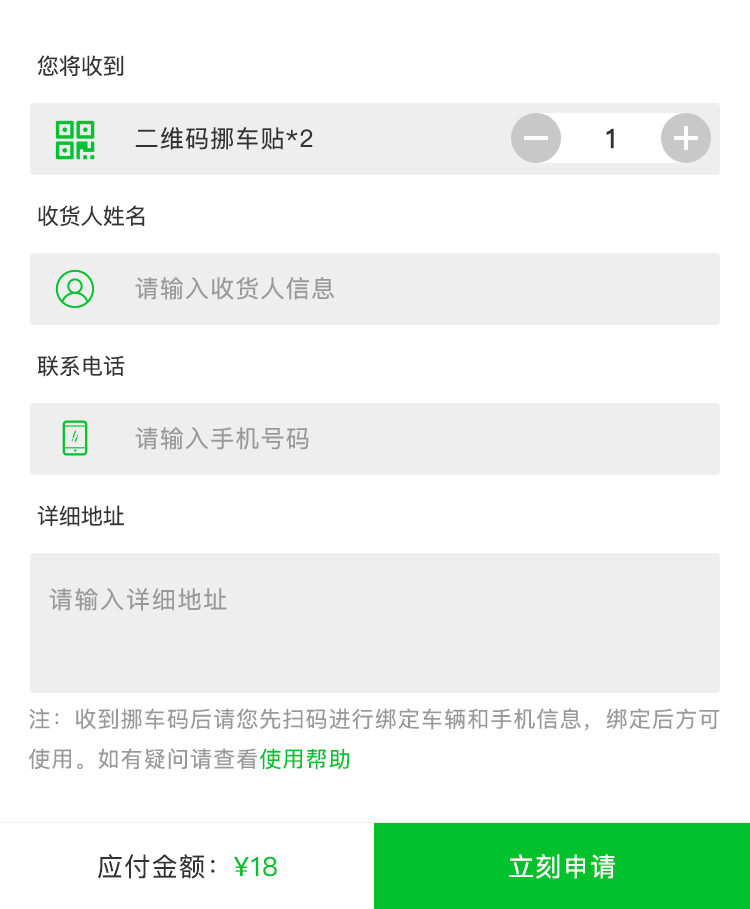 您将收到
二维码挪车贴*2
1
收货人姓名
请输入收货人信息
联系电话
请输入手机号码
详细地址
请输入详细地址
注：收到挪车码后请您先扫码进行绑定车辆和手机信息，绑定后方可
使用。如有疑问请查看使用帮助
应付金额：¥18
立刻申请